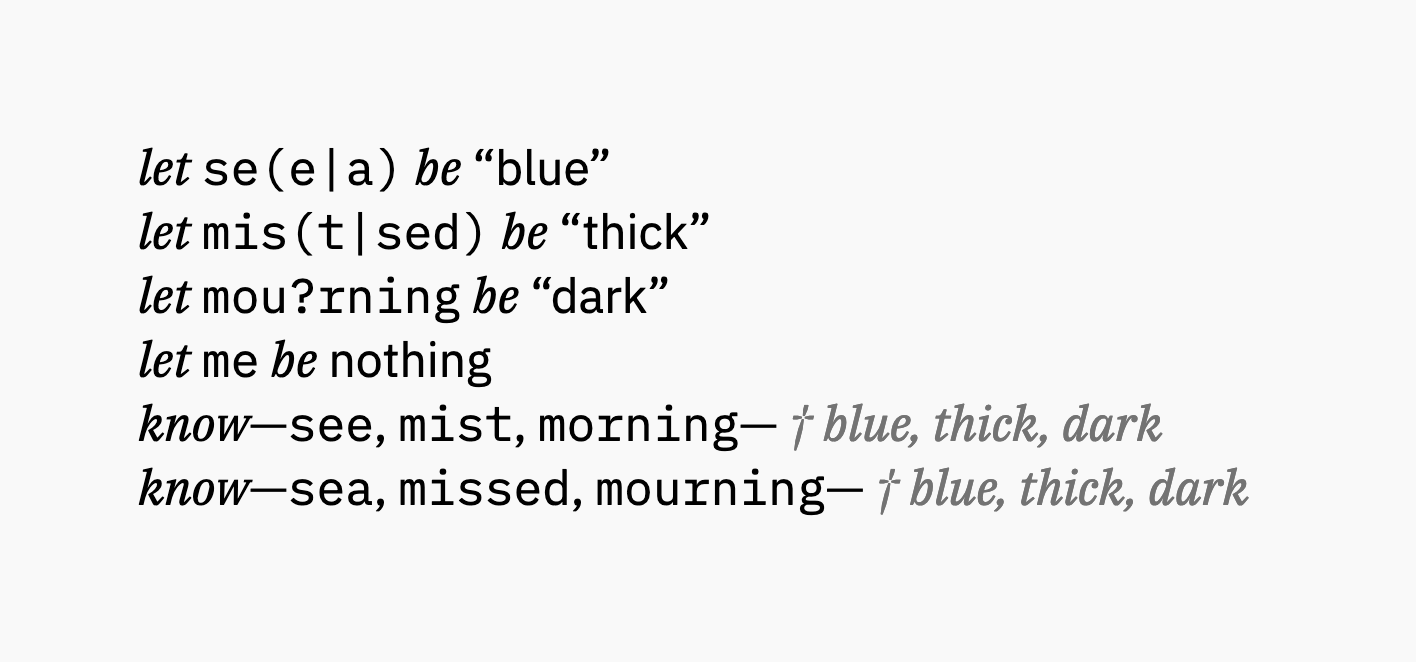 let se(e|a) be “blue”
let mis(t|sed) be “thick”
let mou?rning be “dark”
let me be nothing
know—see, mist, morning— † blue, thick, dark
know—sea, missed, mourning— † blue, thick, dark